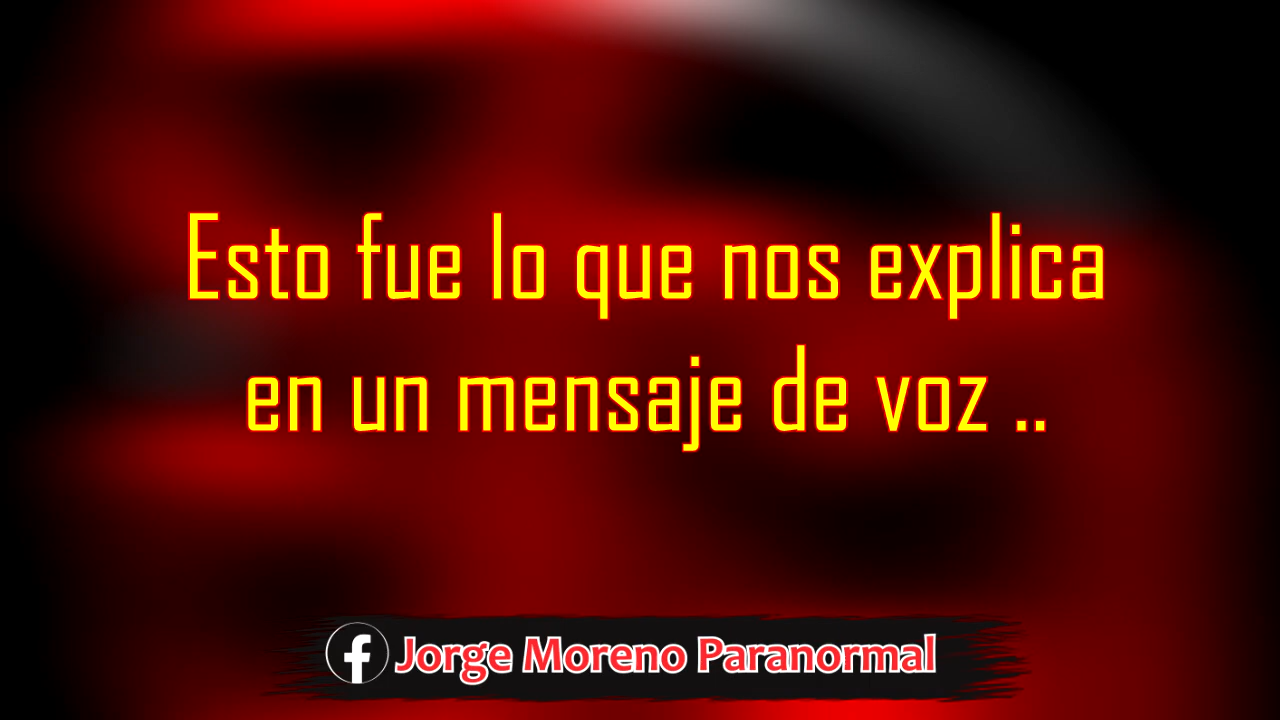 Esto fue lo que nos explica
en un mensaje de voz ..
Jorge Moreno Paranormal